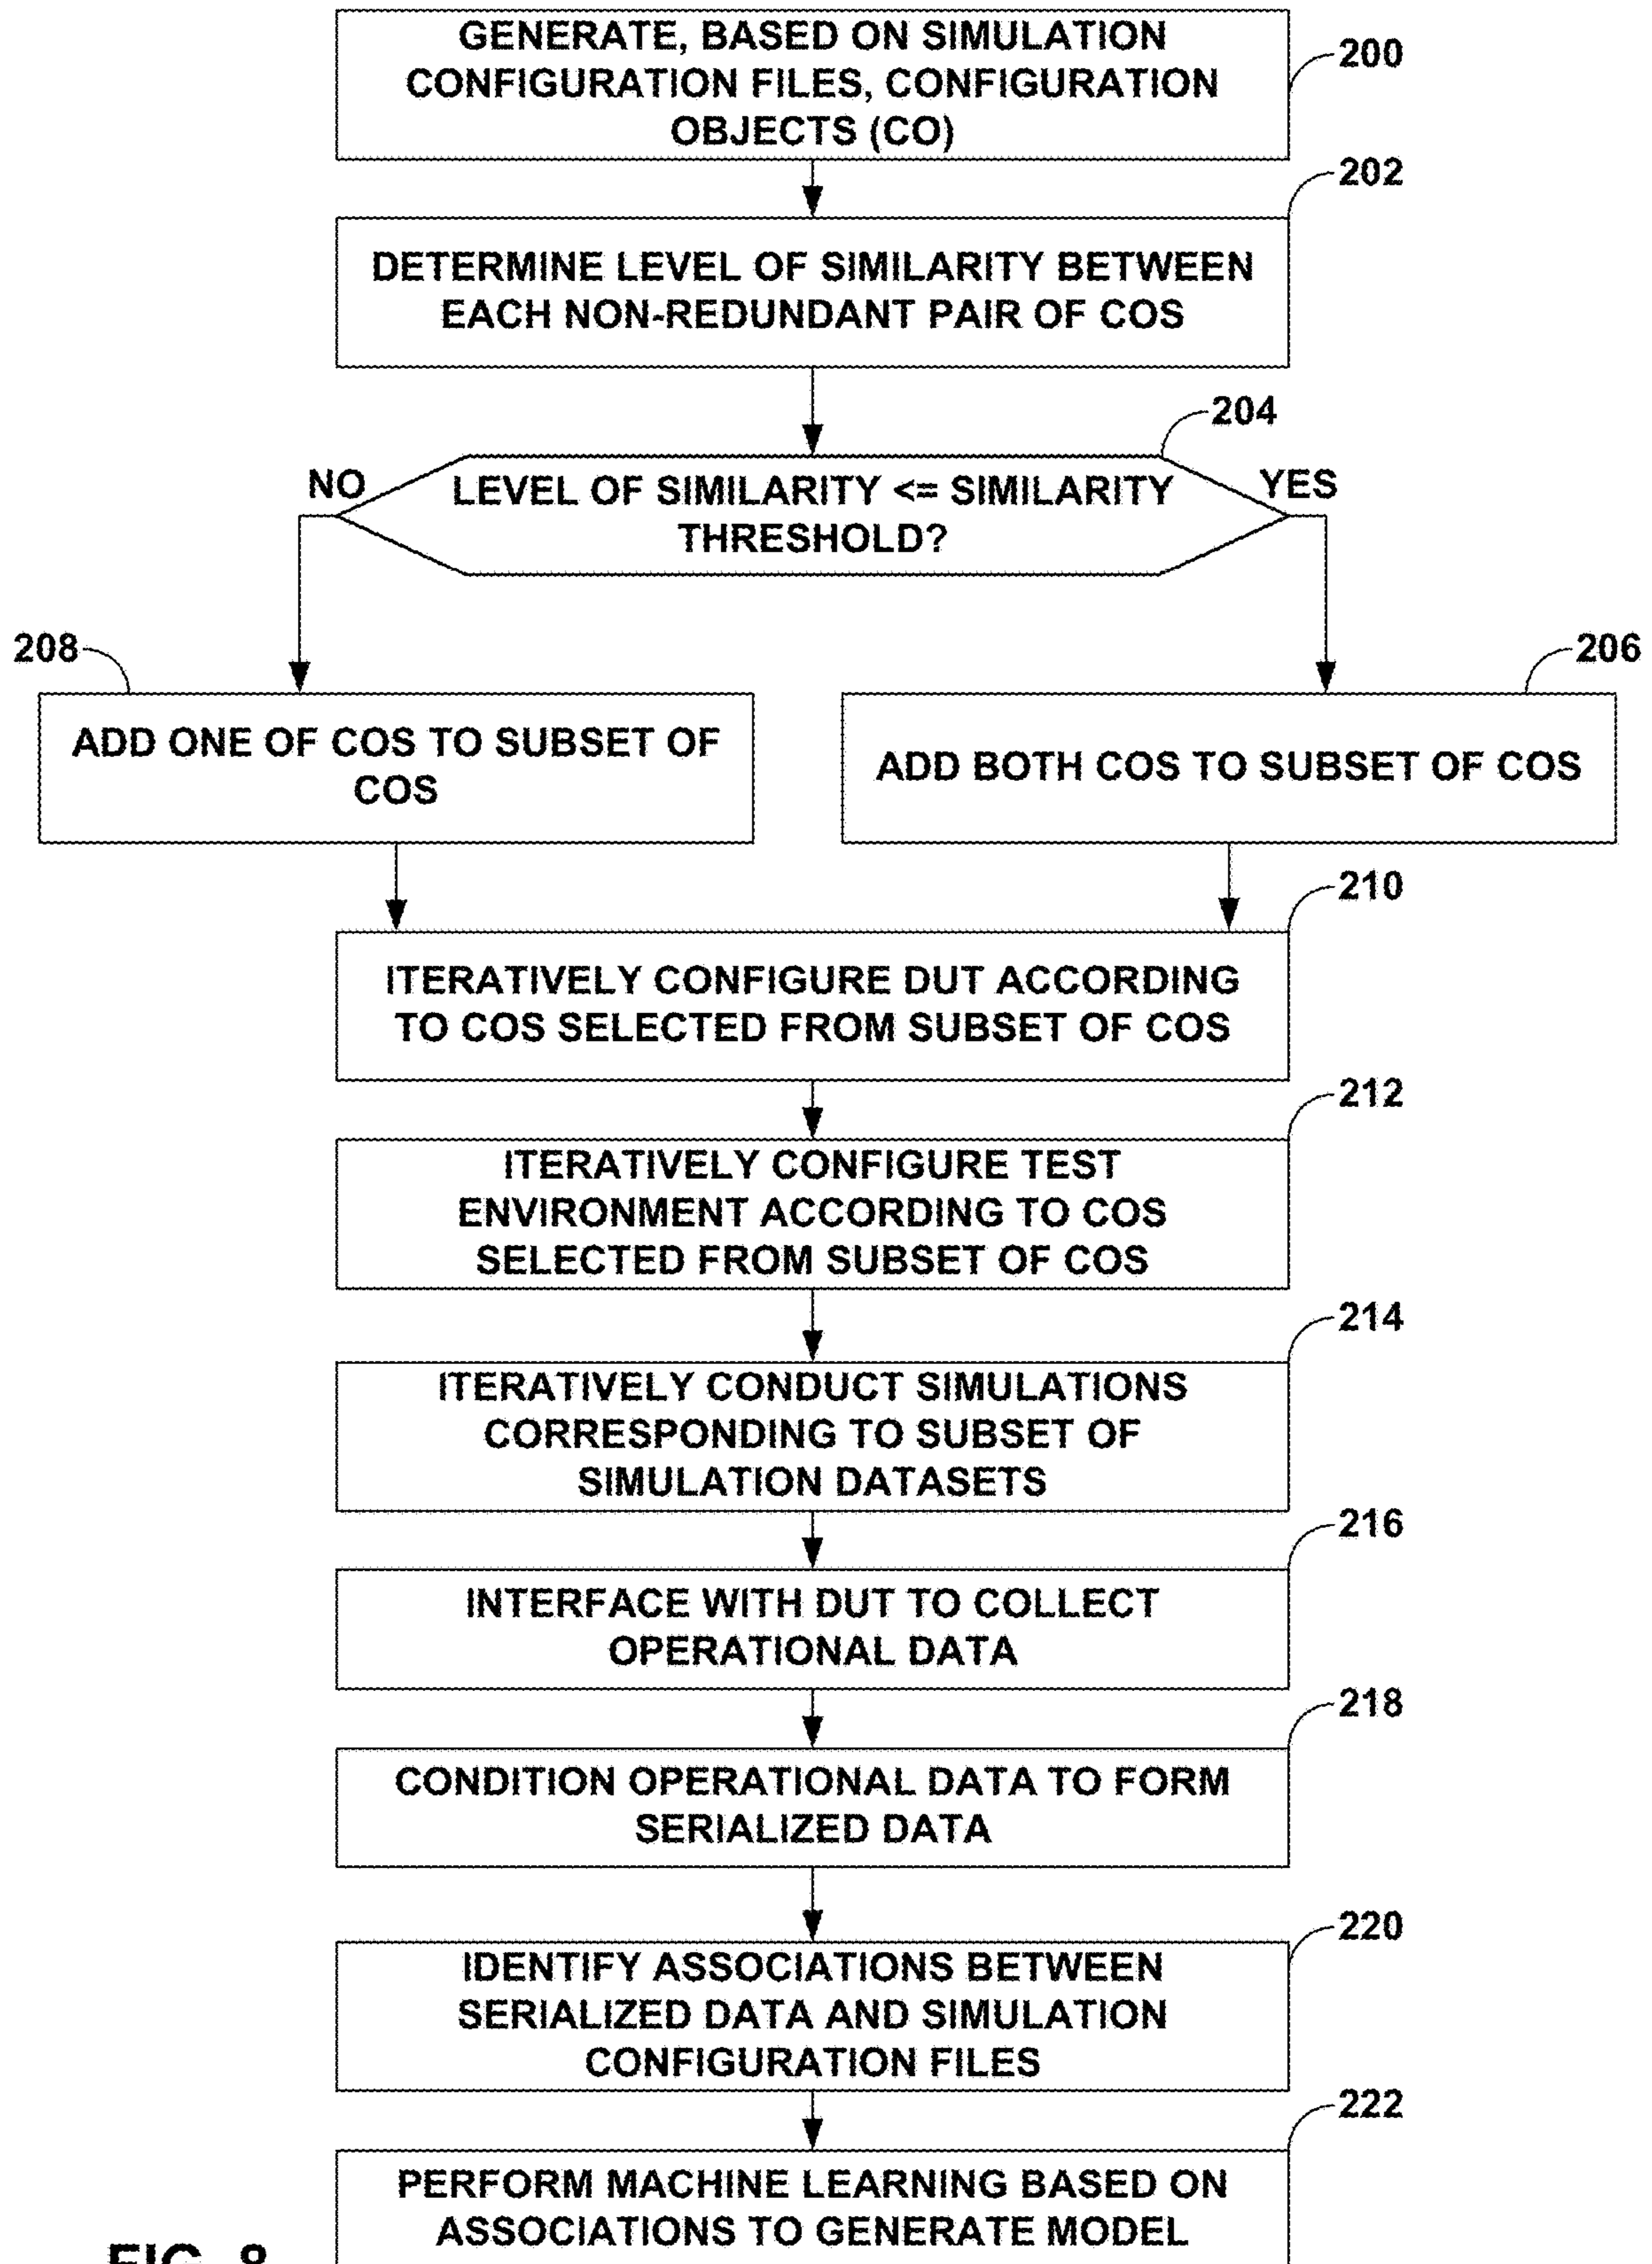 GENERATE, BASED ON SIMULATION
CONFIGURATION FILES, CONFIGURATION
OBJECTS (CO)
200
202
DETERMINE LEVEL OF SIMILARITY BETWEEN
EACH NON-REDUNDANT PAIR OF COS
204
NO
LEVEL OF SIMILARITY <= SIMILARITY
THRESHOLD?
YES
208
206
ADD ONE OF COS TO SUBSET OF
COS
ADD BOTH COS TO SUBSET OF COS
210
ITERATIVELY CONFIGURE DUT ACCORDING
TO COS SELECTED FROM SUBSET OF COS
212
ITERATIVELY CONFIGURE TEST
ENVIRONMENT ACCORDING TO COS
SELECTED FROM SUBSET OF COS
214
ITERATIVELY CONDUCT SIMULATIONS
CORRESPONDING TO SUBSET OF
SIMULATION DATASETS
216
INTERFACE WITH DUT TO COLLECT
OPERATIONAL DATA
218
CONDITION OPERATIONAL DATA TO FORM
SERIALIZED DATA
220
IDENTIFY ASSOCIATIONS BETWEEN
SERIALIZED DATA AND SIMULATION
CONFIGURATION FILES
222
PERFORM MACHINE LEARNING BASED ON
ASSOCIATIONS TO GENERATE MODEL
FIG. 8